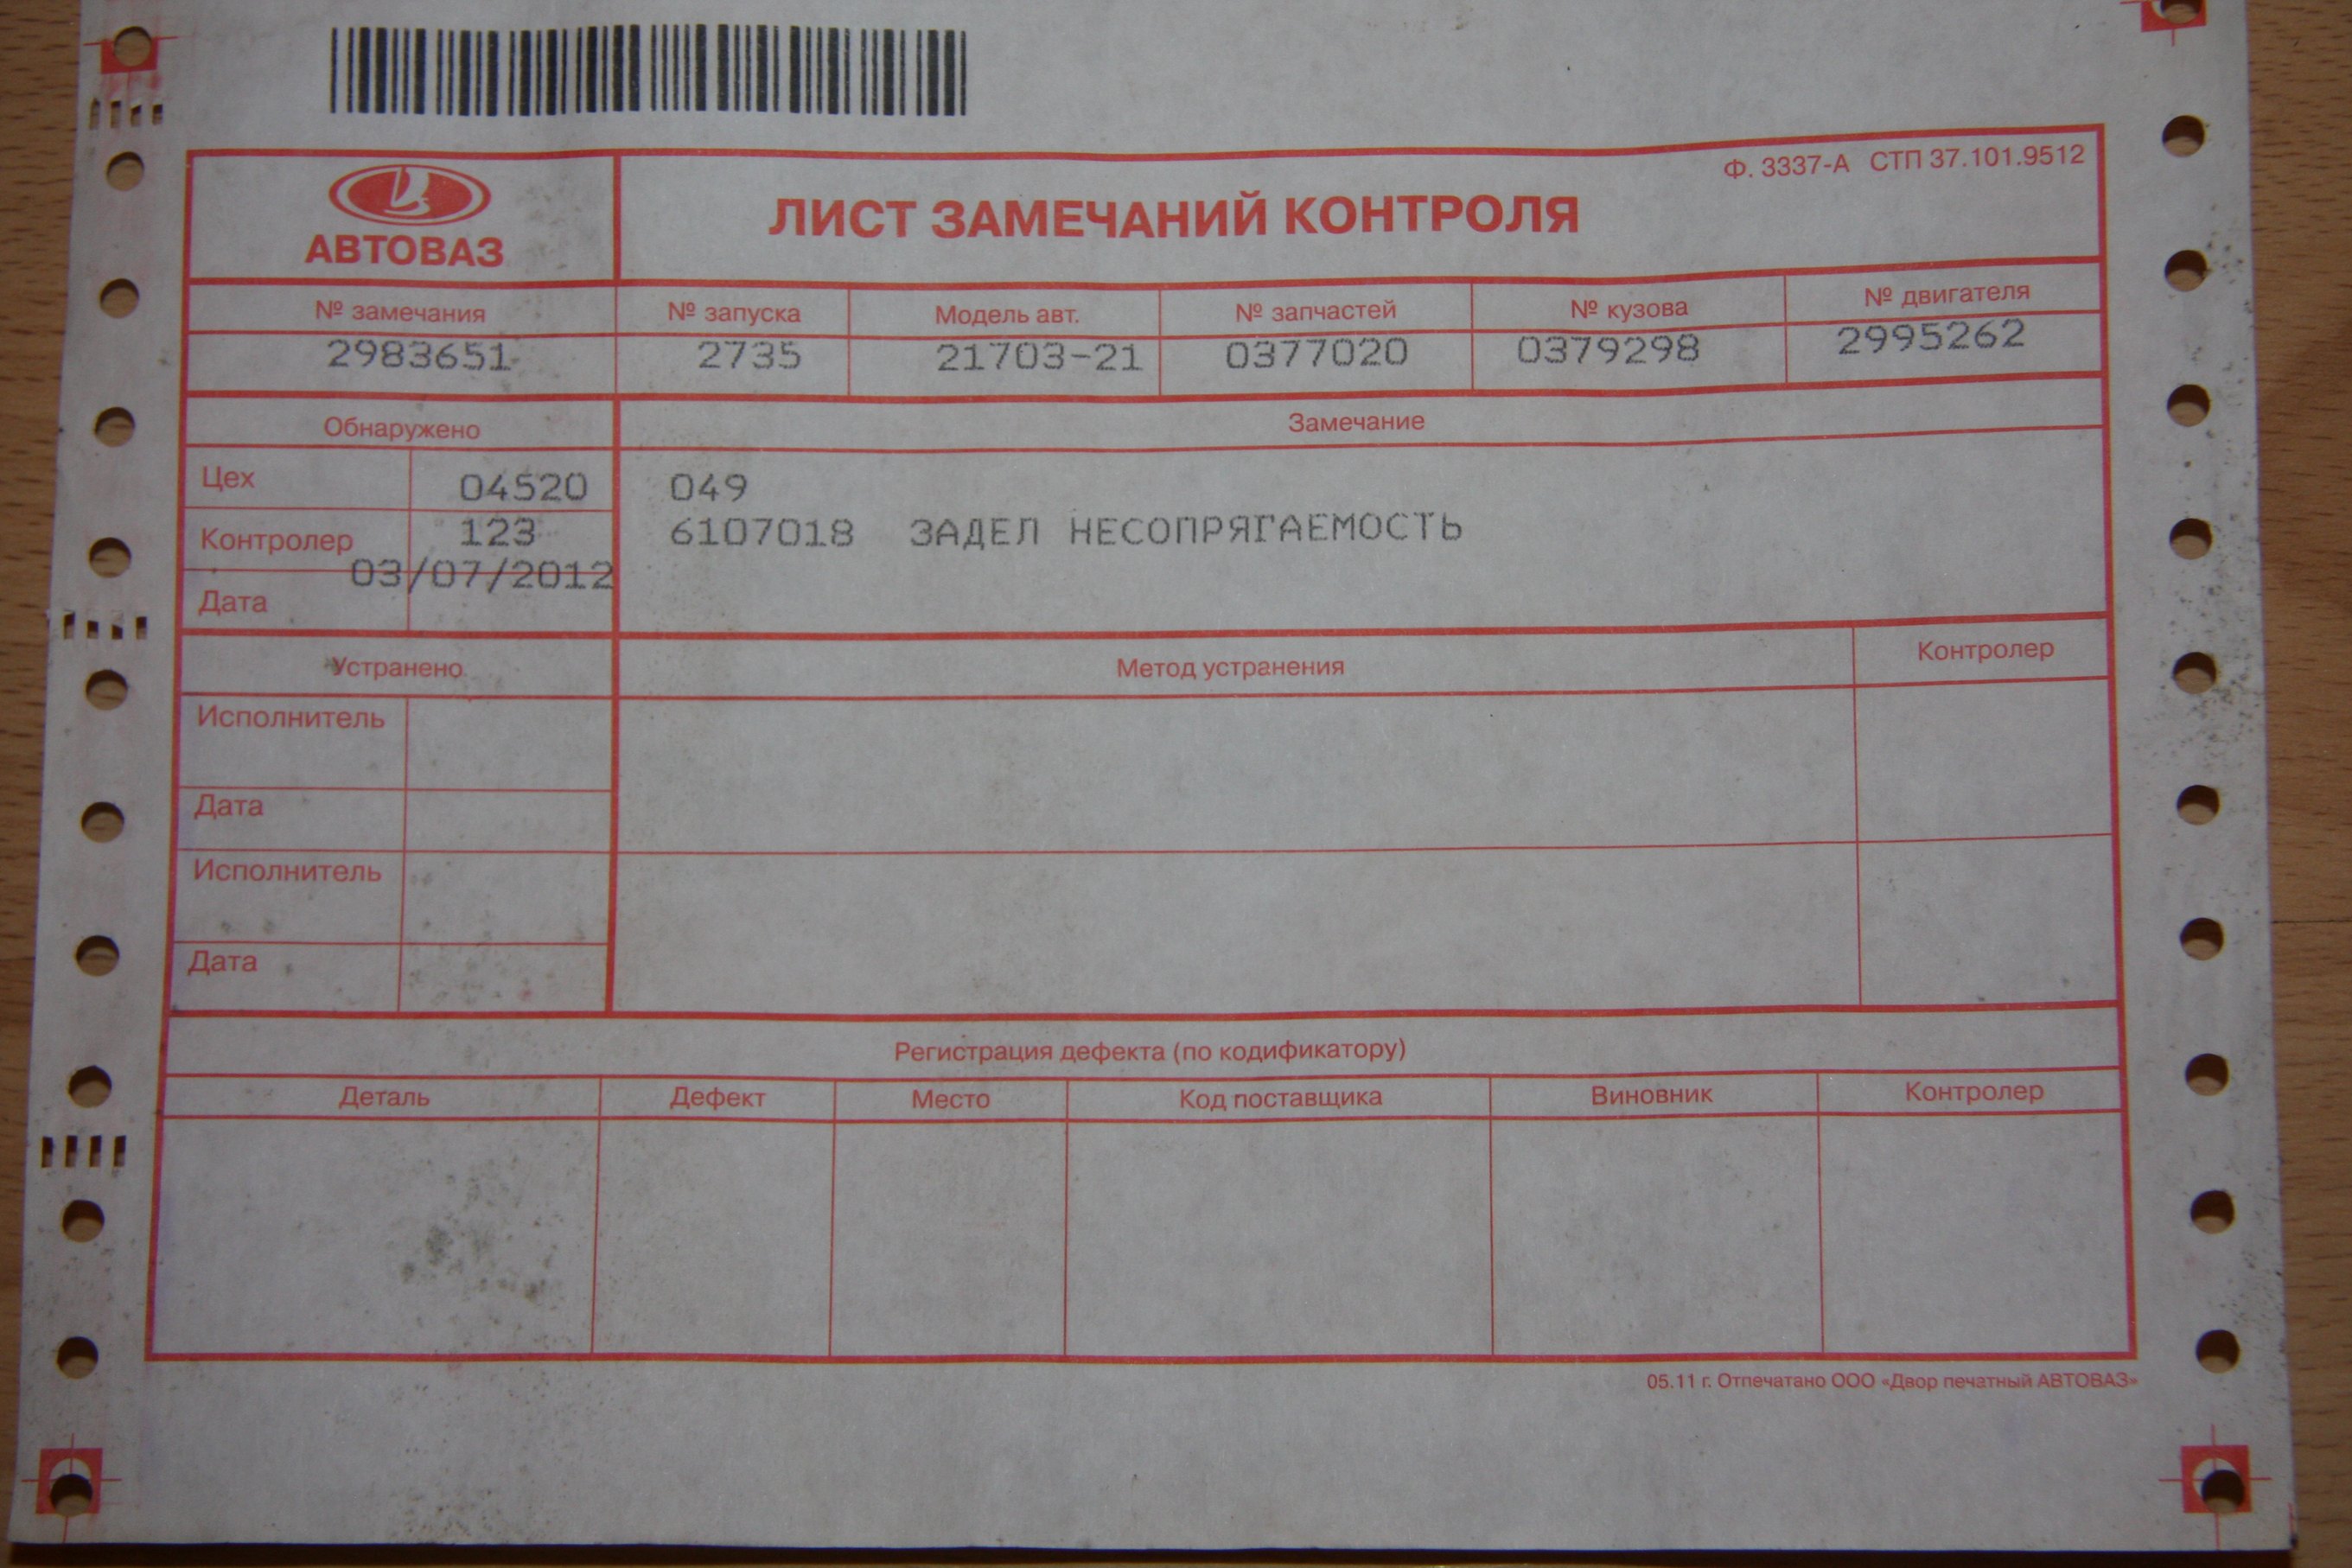 Ф. 3337-А СТП 37.101.9512
АВТОВАЗ
ЛИСТ ЗАМЕЧАНИЙ КОНТРОЛЯ
№ замечания № запуска Модель авт. № запчастей № кузова № двигателя
2983651 2735 21703-21 0377020 0379298 2995262
Обнаружено Замечание
Цех 04520 049
Контролер 123 6107018 ЗАДЕЛ НЕСОПРЯГАЕМОСТЬ
03/07/2012
Дата
Устранено Метод устранения Контролер
Исполнитель
Дата
Исполнитель
Дата
Регистрация дефекта (по кодификатору)
Деталь Дефект Место Код поставщика Виновник Контролер
05.11 г. Отпечатано ООО «Двор печатный АВТОВАЗ»